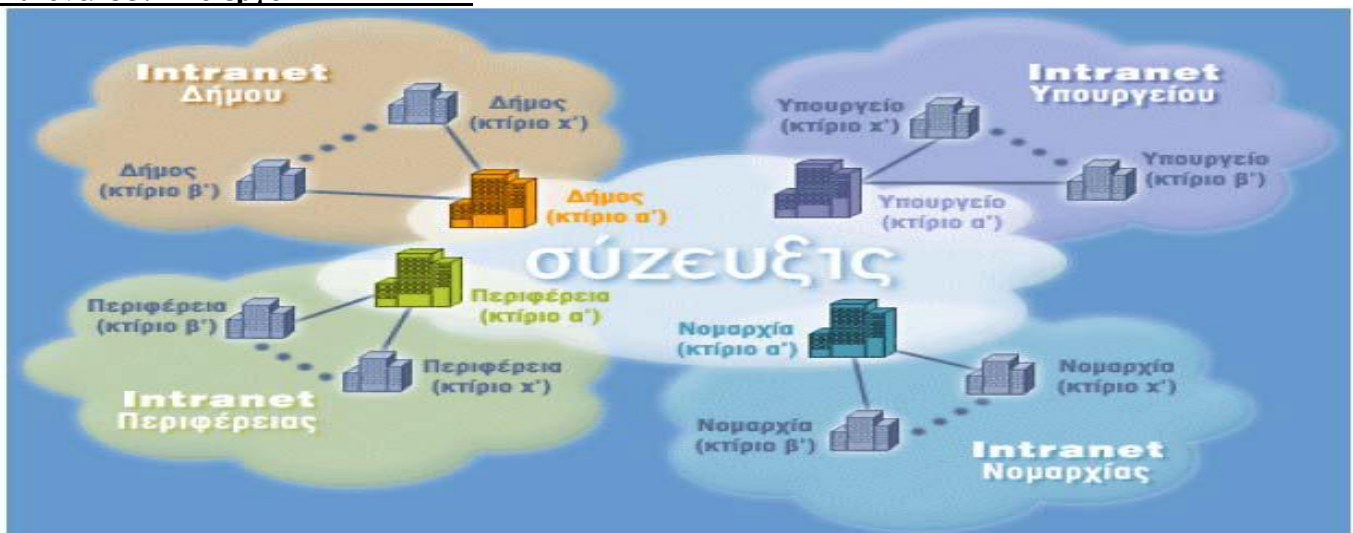 Intranet
Δήμου
Δήμος
(κτίριο x')
Δήμος
(κτίριο β')
Δήμος
(κτίριο α')
Intranet
Υπουργείου
Υπουργείο
(κτίριο x')
Υπουργείο
(κτίριο β')
Υπουργείο
(κτίριο α')
σύzευξις
Περιφέρεια
(κτίριο β')
Περιφέρεια
(κτίριο α')
Περιφέρεια
(κτίριο x')
Intranet
Περιφέρειας
Νομαρχία
(κτίριο α')
Νομαρχία
(κτίριο x')
Νομαρχία
(κτίριο β')
Intranet
Νομαρχίας